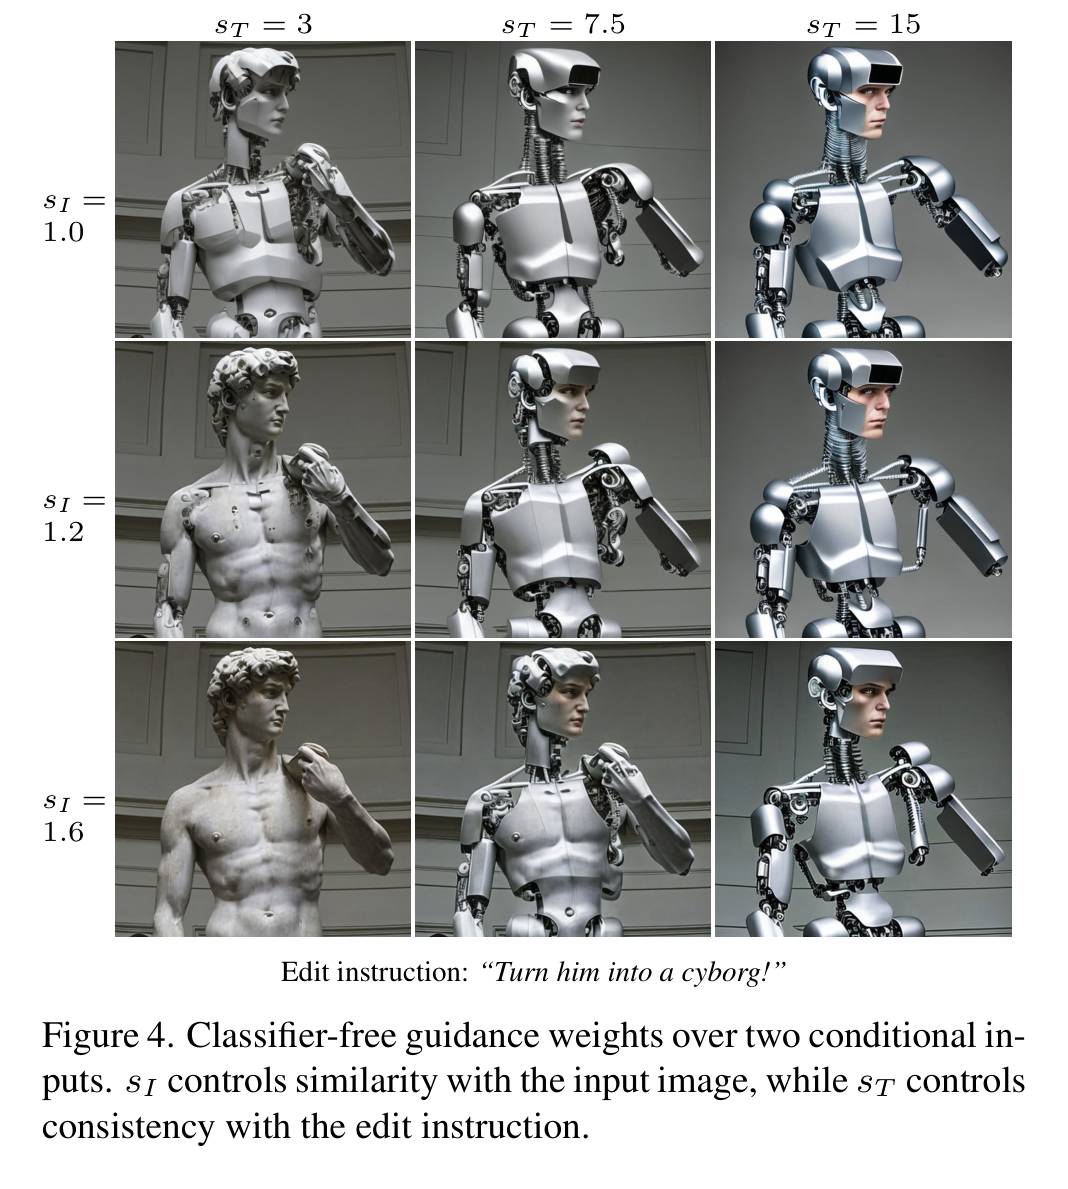 s_T = 3 s_T = 7.5 s_T = 15
s_I =
1.0
s_I =
1.2
s_I =
1.6
Edit instruction: “Turn him into a cyborg!”
Figure 4. Classifier-free guidance weights over two conditional in-
puts. s_I controls similarity with the input image, while s_T controls
consistency with the edit instruction.